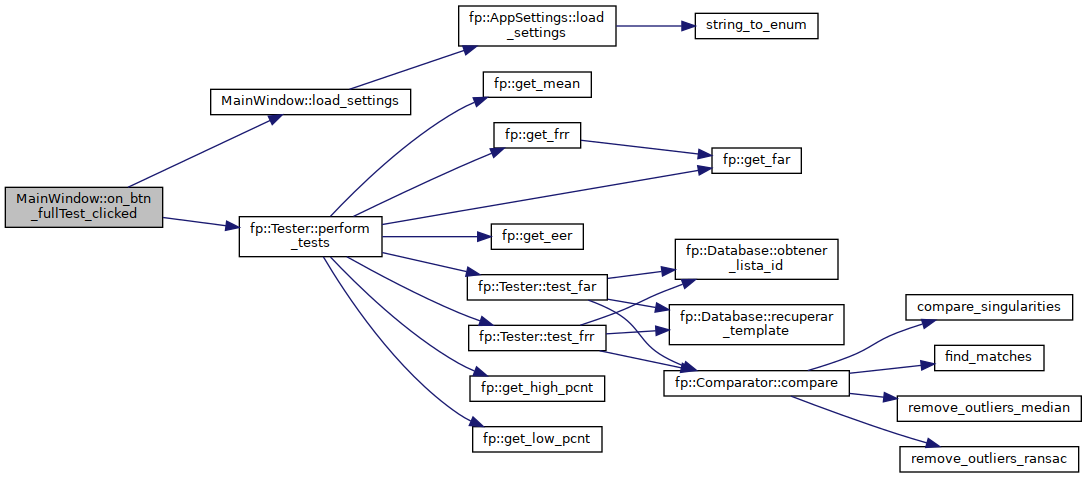 fp::AppSettings::load
_settings
string_to_enum
fp::get_mean
MainWindow::load_settings
fp::get_frr
fp::get_far
MainWindow::on_btn
_fullTest_clicked
fp::Tester::perform
_tests
fp::get_eer
fp::Database::obtener
_lista_id
fp::Tester::test_far
fp::Database::recuperar
_template
compare_singularities
fp::Tester::test_frr
find_matches
fp::get_high_pcnt
fp::Comparator::compare
remove_outliers_median
fp::get_low_pcnt
remove_outliers_ransac